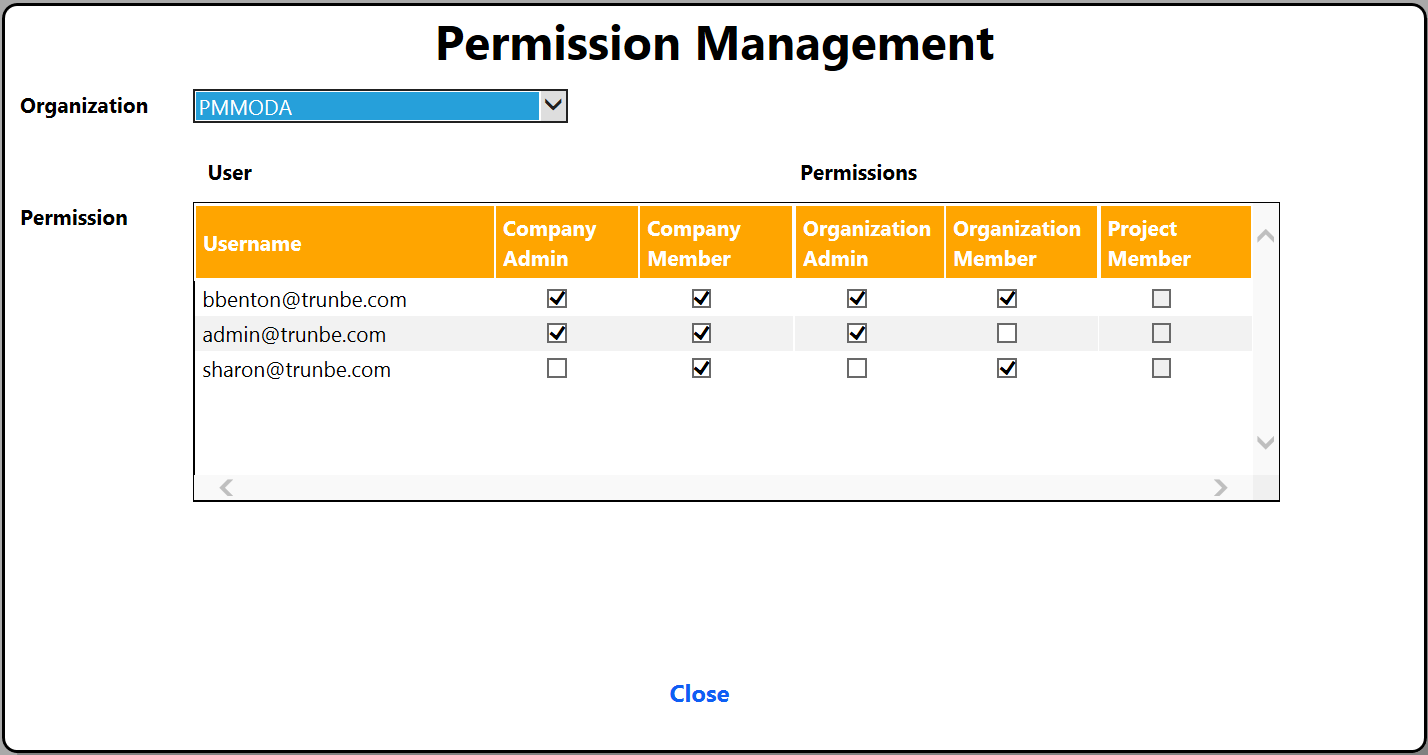 Permission Management
Organization PMMODA
User Permissions
Permission
Username Company Admin Company Member Organization Admin Organization Member Project Member
bbenton@trunbe.com
admin@trunbe.com
sharon@trunbe.com
Close